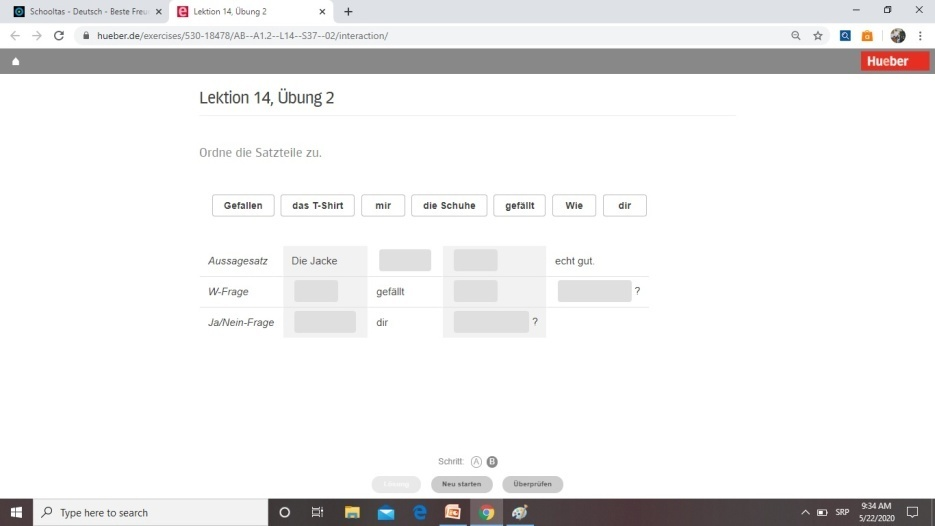 Schooltas - Deutsch - Beste Freu
Lektion 14, Übung 2
hueber.de/exercises/530-18478/AB--A1.2--L14--S37--02/interaction/
Hueber
Lektion 14, Übung 2
Ordne die Satzteile zu.
Gefallen das T-Shirt mir die Schuhe gefällt Wie dir
Aussagesatz Die Jacke echt gut.
W-Frage gefällt ?
Ja/Nein-Frage dir ?
Schritt: A B
Lösung Neu starten Überprüfen
Type here to search
SRP
9:34 AM
5/22/2020